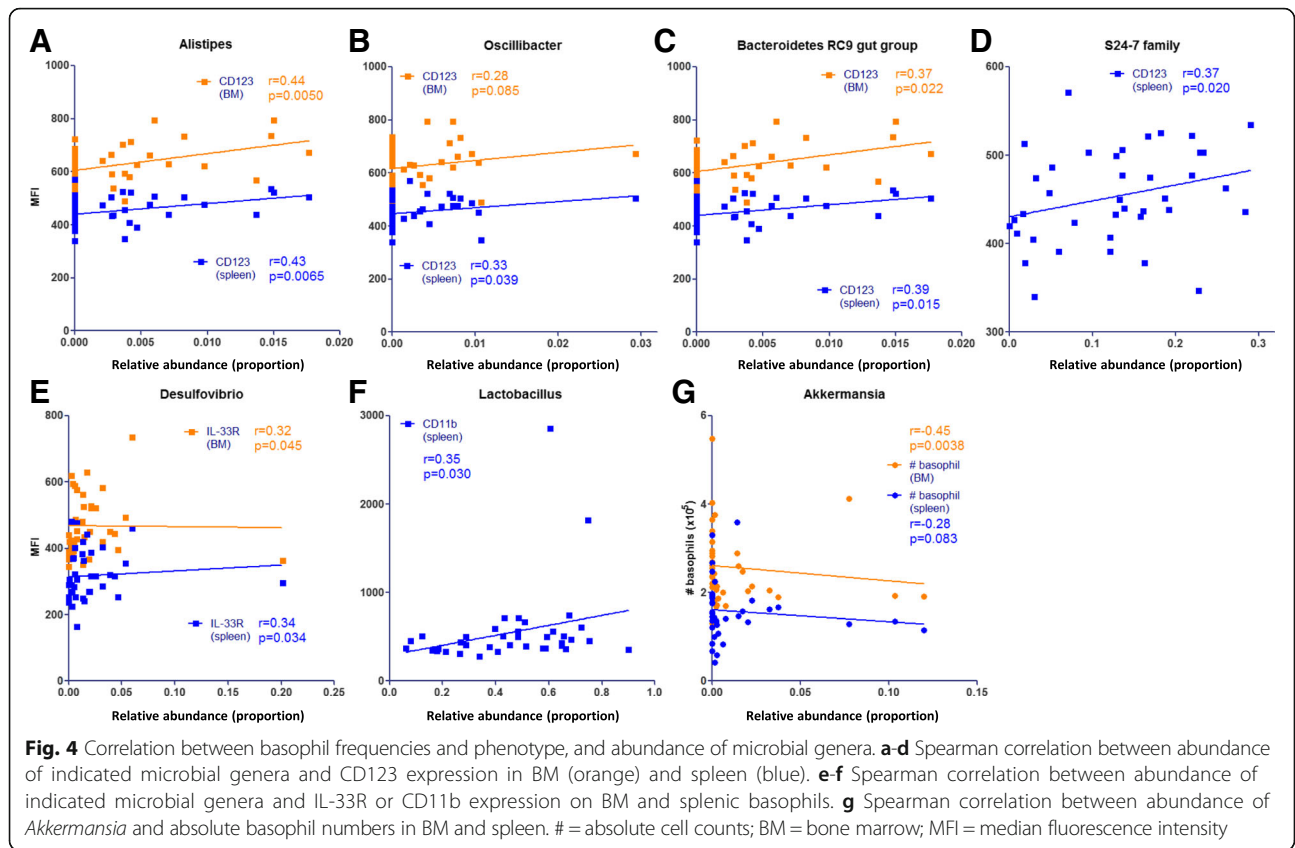 A
Alistipes
1000
800
600
400
200
0
MFI
CD123
(BM)
r=0.44
p=0.0050
CD123
(spleen)
r=0.43
p=0.0065
0.000 0.005 0.010 0.015 0.020
Relative abundance (proportion)
B
Oscillibacter
1000
800
600
400
200
0
CD123
(BM)
r=0.28
p=0.085
CD123
(spleen)
r=0.33
p=0.039
0.00 0.01 0.02 0.03
Relative abundance (proportion)
C
Bacteroidetes RC9 gut group
1000
800
600
400
200
0
CD123
(BM)
r=0.37
p=0.022
CD123
(spleen)
r=0.39
p=0.015
0.000 0.005 0.010 0.015 0.020
Relative abundance (proportion)
D
S24-7 family
600
500
400
300
CD123
(spleen)
r=0.37
p=0.020
0.0 0.1 0.2 0.3
Relative abundance (proportion)
E
Desulfovibrio
800
600
400
200
0
MFI
IL-33R
(BM)
r=0.32
p=0.045
IL-33R
(spleen)
r=0.34
p=0.034
0.00 0.05 0.10 0.15 0.20 0.25
Relative abundance (proportion)
F
Lactobacillus
3000
2000
1000
0
CD11b
(spleen)
r=0.35
p=0.030
0.0 0.2 0.4 0.6 0.8 1.0
Relative abundance (proportion)
G
Akkermansia
6
4
2
0
# basophils (x10⁵)
r=-0.45
p=0.0038
# basophil
(BM)
# basophil
(spleen)
r=-0.28
p=0.083
0.00 0.05 0.10 0.15
Relative abundance (proportion)
Fig. 4 Correlation between basophil frequencies and phenotype, and abundance of microbial genera. a-d Spearman correlation between abundance
of indicated microbial genera and CD123 expression in BM (orange) and spleen (blue). e-f Spearman correlation between abundance of
indicated microbial genera and IL-33R or CD11b expression on BM and splenic basophils. g Spearman correlation between abundance of
Akkermansia and absolute basophil numbers in BM and spleen. # = absolute cell counts; BM = bone marrow; MFI = median fluorescence intensity